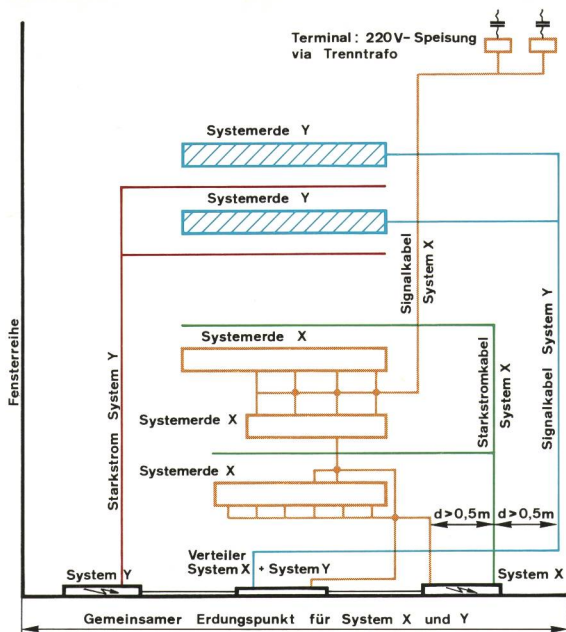 Terminal: 220V-Speisung
via Trenntrafo
Systemerde Y
Systemerde Y
Signalkabel
System X
Systemerde X
Fensterreihe
Starkstrom System Y
Starkstromkabel
System X
Signalkabel System Y
Systemerde X
Systemerde X
d>0,5m
d>0,5m
System Y
Verteiler
System X + System Y
System X
Gemeinsamer Erdungspunkt für System X und Y